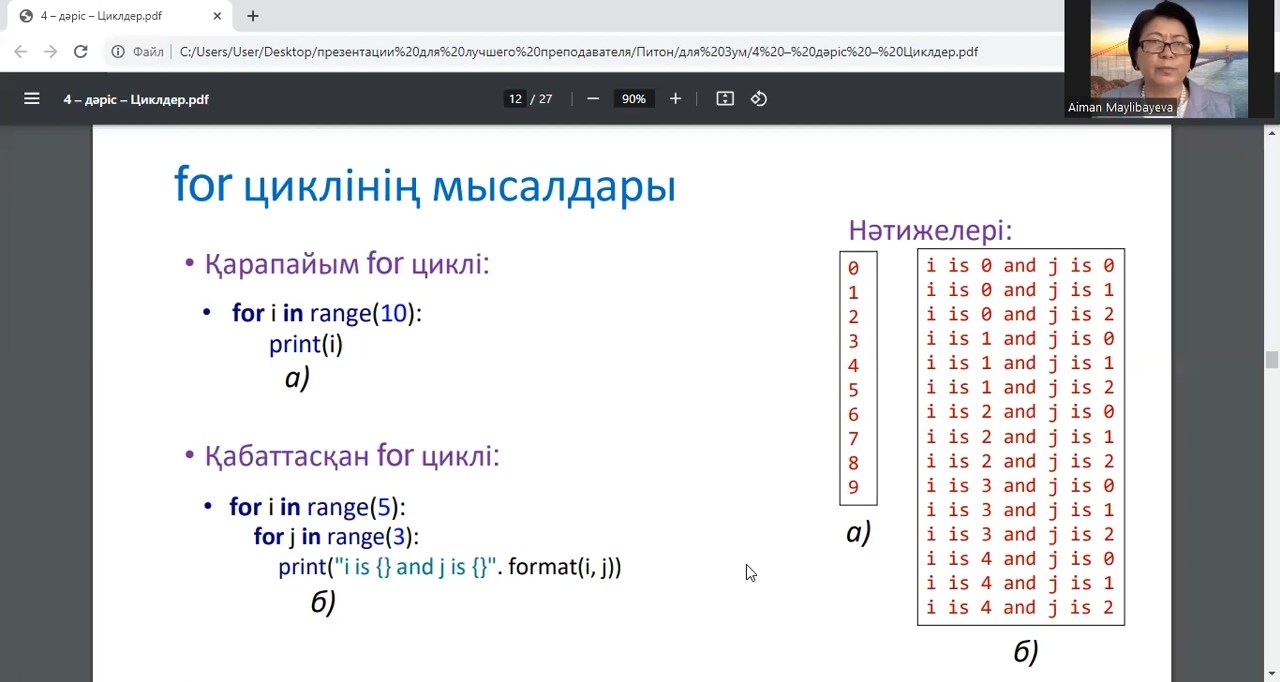 4 – дәріс – Циклдер.pdf
Файл
C:/Users/User/Desktop/презентации%20для%20лучшего%20преподавателя/Питон/для%20Зум/4%20–%20дәріс%20–%20Циклдер.pdf
Aiman Maylibayeva
4 – дәріс – Циклдер.pdf
12 / 27
90%
for циклінің мысалдары
• Қарапайым for циклі:
• for i in range(10):
print(i)
а)
• Қабаттасқан for циклі:
• for i in range(5):
for j in range(3):
print("i is {} and j is {}". format(i, j))
б)
Нәтижелері:
0
1
2
3
4
5
6
7
8
9
а)
i is 0 and j is 0
i is 0 and j is 1
i is 0 and j is 2
i is 1 and j is 0
i is 1 and j is 1
i is 1 and j is 2
i is 2 and j is 0
i is 2 and j is 1
i is 2 and j is 2
i is 3 and j is 0
i is 3 and j is 1
i is 3 and j is 2
i is 4 and j is 0
i is 4 and j is 1
i is 4 and j is 2
б)